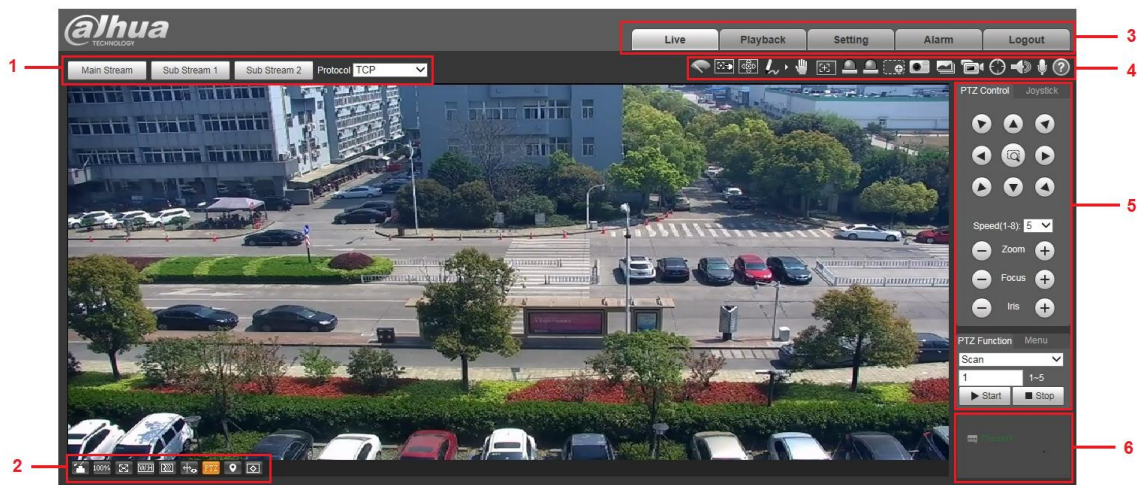 alhua
TECHNOLOGY
Live Playback Setting Alarm Logout
3
1
Main Stream Sub Stream 1 Sub Stream 2 Protocol TCP
4
PTZ Control Joystick
5
Speed(1-8): 5
Zoom
Focus
Iris
PTZ Function Menu
Scan
1 1~5
Start Stop
2
100% W:H PTZ
6